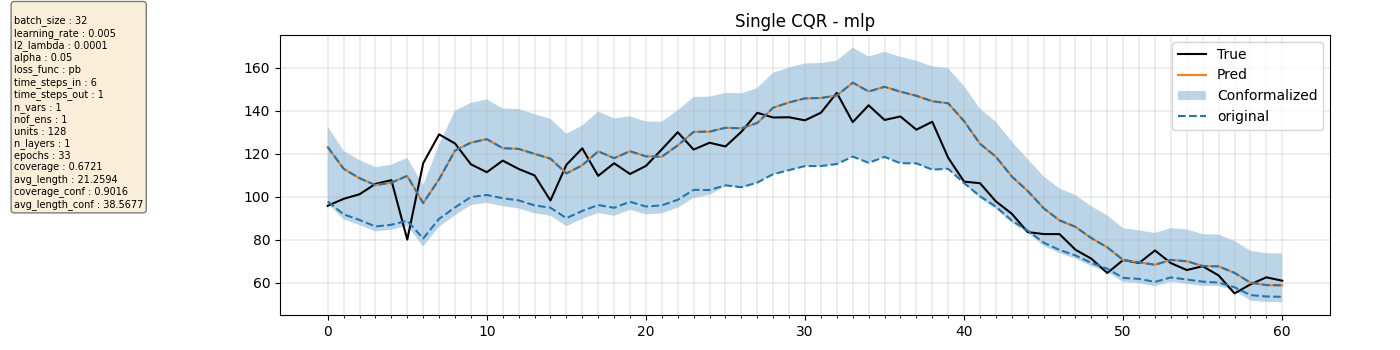 batch_size : 32
learning_rate : 0.005
l2_lambda : 0.0001
alpha : 0.05
loss_func : pb
time_steps_in : 6
time_steps_out : 1
n_vars : 1
nof_ens : 1
units : 128
n_layers : 1
epochs : 33
coverage : 0.6721
avg_length : 21.2594
coverage_conf : 0.9016
avg_length_conf : 38.5677
Single CQR - mlp
True
Pred
Conformalized
original
160
140
120
100
80
60
0 10 20 30 40 50 60